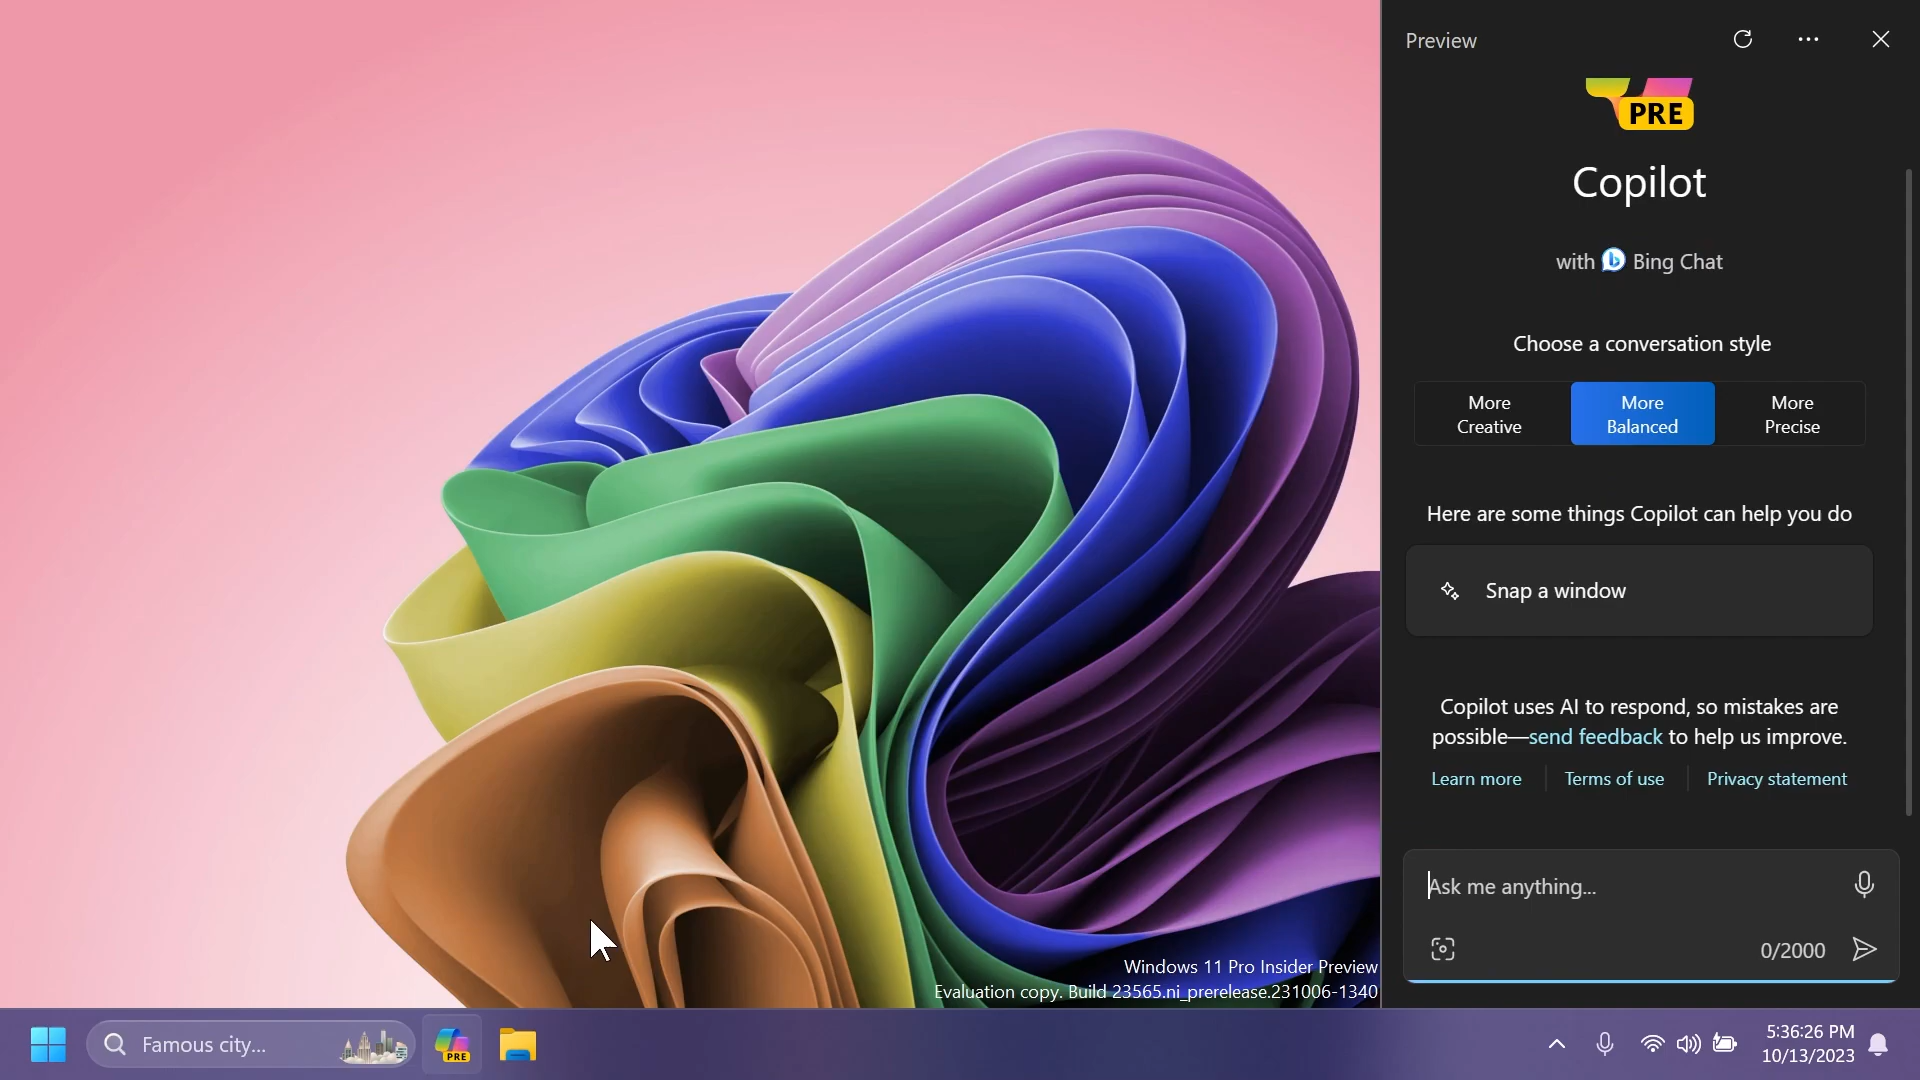 Preview
PRE
Copilot
with Bing Chat
Choose a conversation style
More Creative
More Balanced
More Precise
Here are some things Copilot can help you do
Snap a window
Copilot uses AI to respond, so mistakes are
possible—send feedback to help us improve.
Learn more
Terms of use
Privacy statement
Ask me anything...
0/2000
Windows 11 Pro Insider Preview
Evaluation copy. Build 23565.ni_prerelease.231006-1340
Famous city...
PRE
5:36:26 PM
10/13/2023